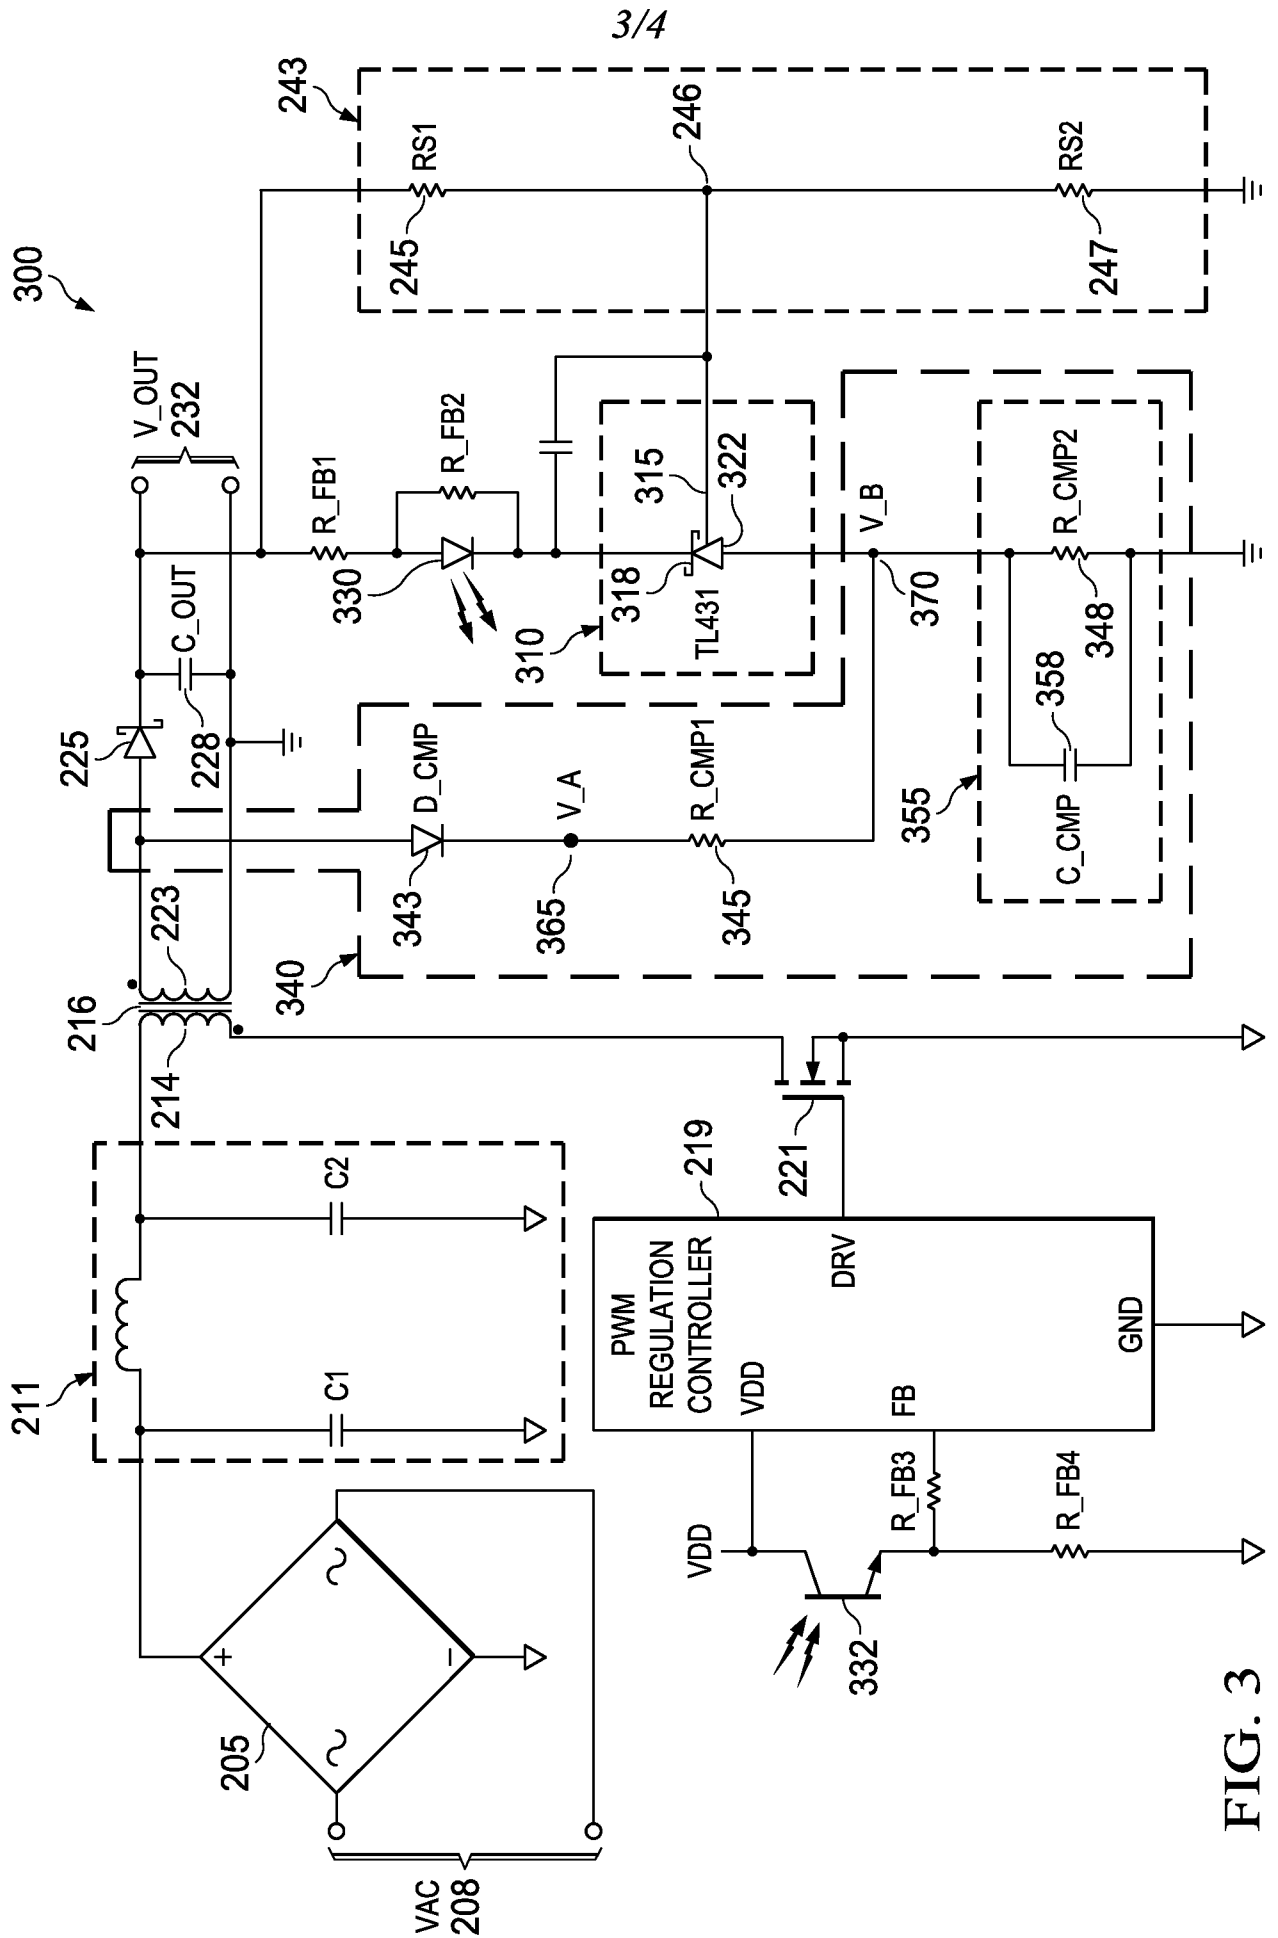 3/4
300
243
V_OUT
232
RS1
245
246
RS2
247
R_FB1
R_FB2
330
C_OUT
225
228
310
318
TL431
315
322
V_B
370
R_CMP2
348
358
C_CMP
355
D_CMP
343
V_A
365
R_CMP1
345
340
223
216
214
211
C2
C1
219
221
PWM
REGULATION
CONTROLLER
VDD
DRV
FB
GND
R_FB3
R_FB4
VDD
332
205
+
−
VAC
208
FIG. 3